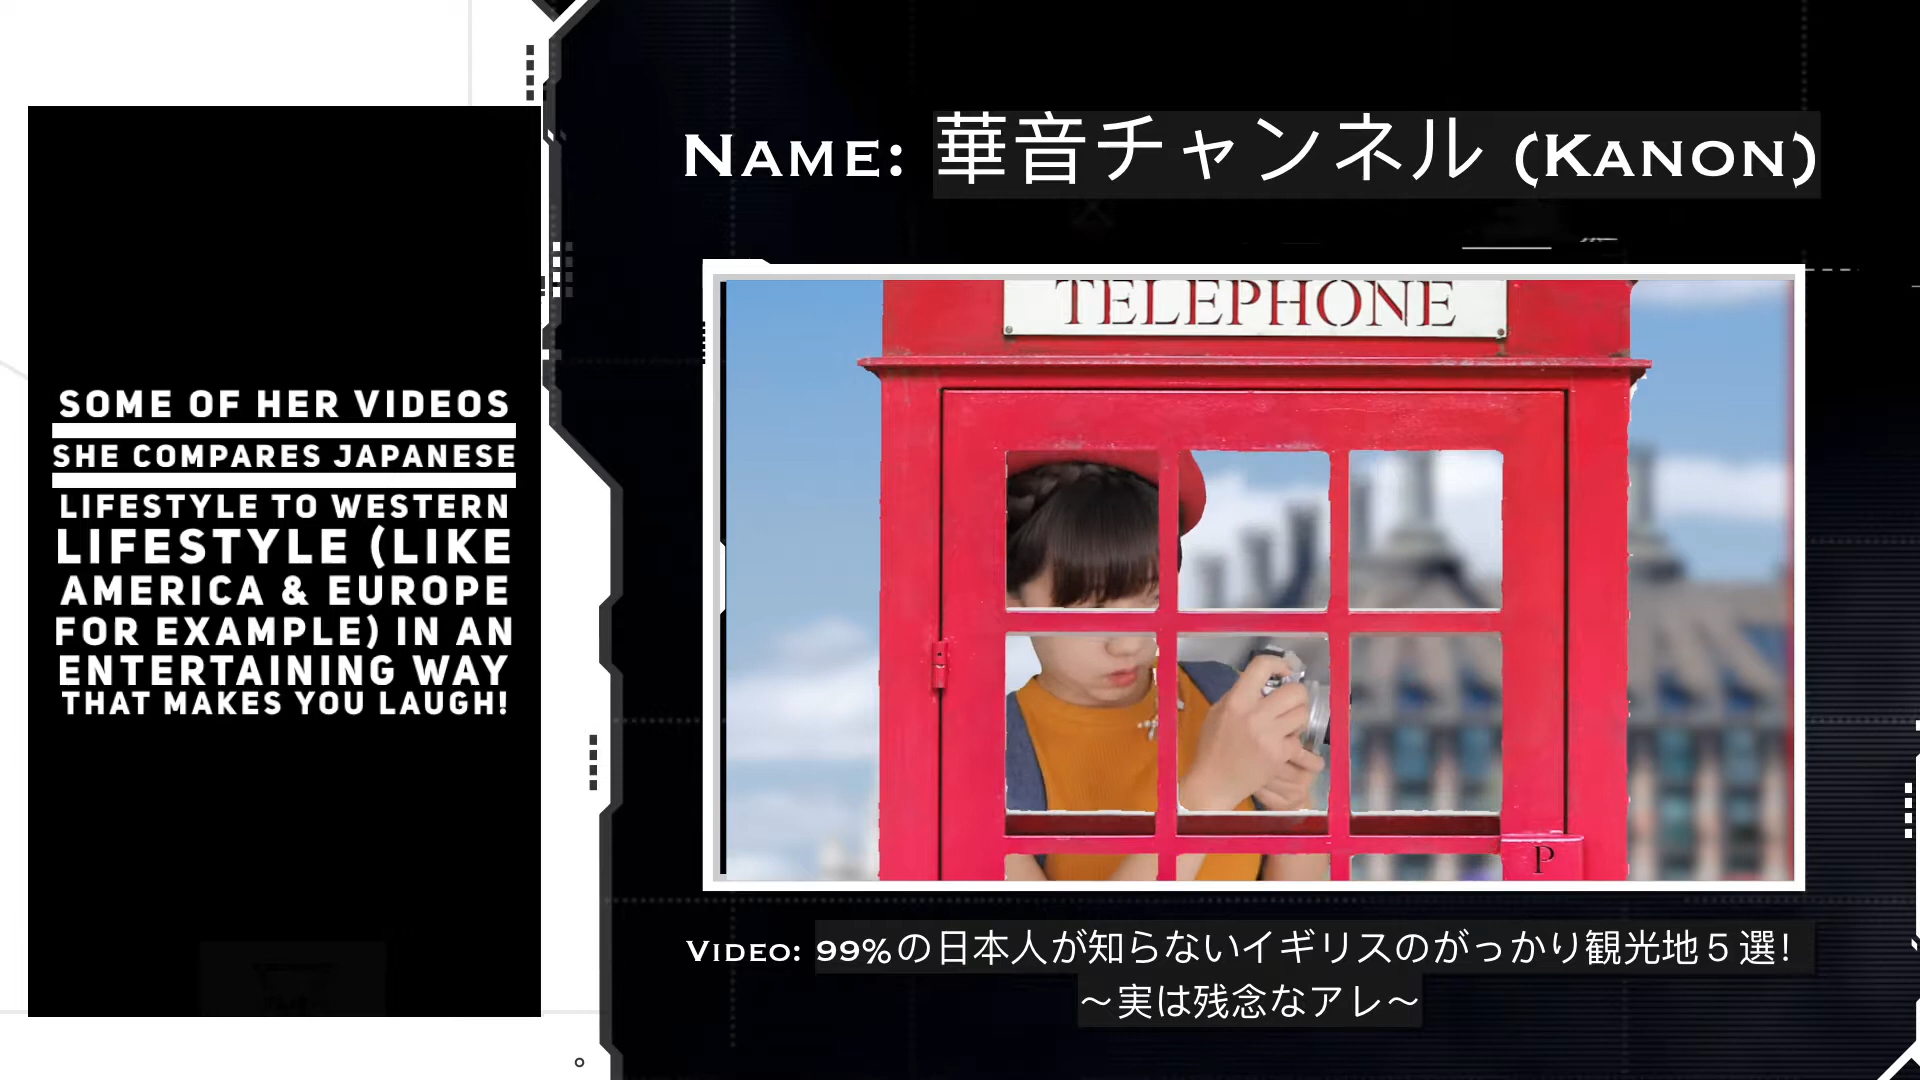 NAME: 華音チャンネル (KANON)
SOME OF HER VIDEOS
SHE COMPARES JAPANESE
LIFESTYLE TO WESTERN
LIFESTYLE (LIKE
AMERICA & EUROPE
FOR EXAMPLE) IN AN
ENTERTAINING WAY
THAT MAKES YOU LAUGH!
TELEPHONE
P
VIDEO: 99%の日本人が知らないイギリスのがっかり観光地５選!
～実は残念なアレ～